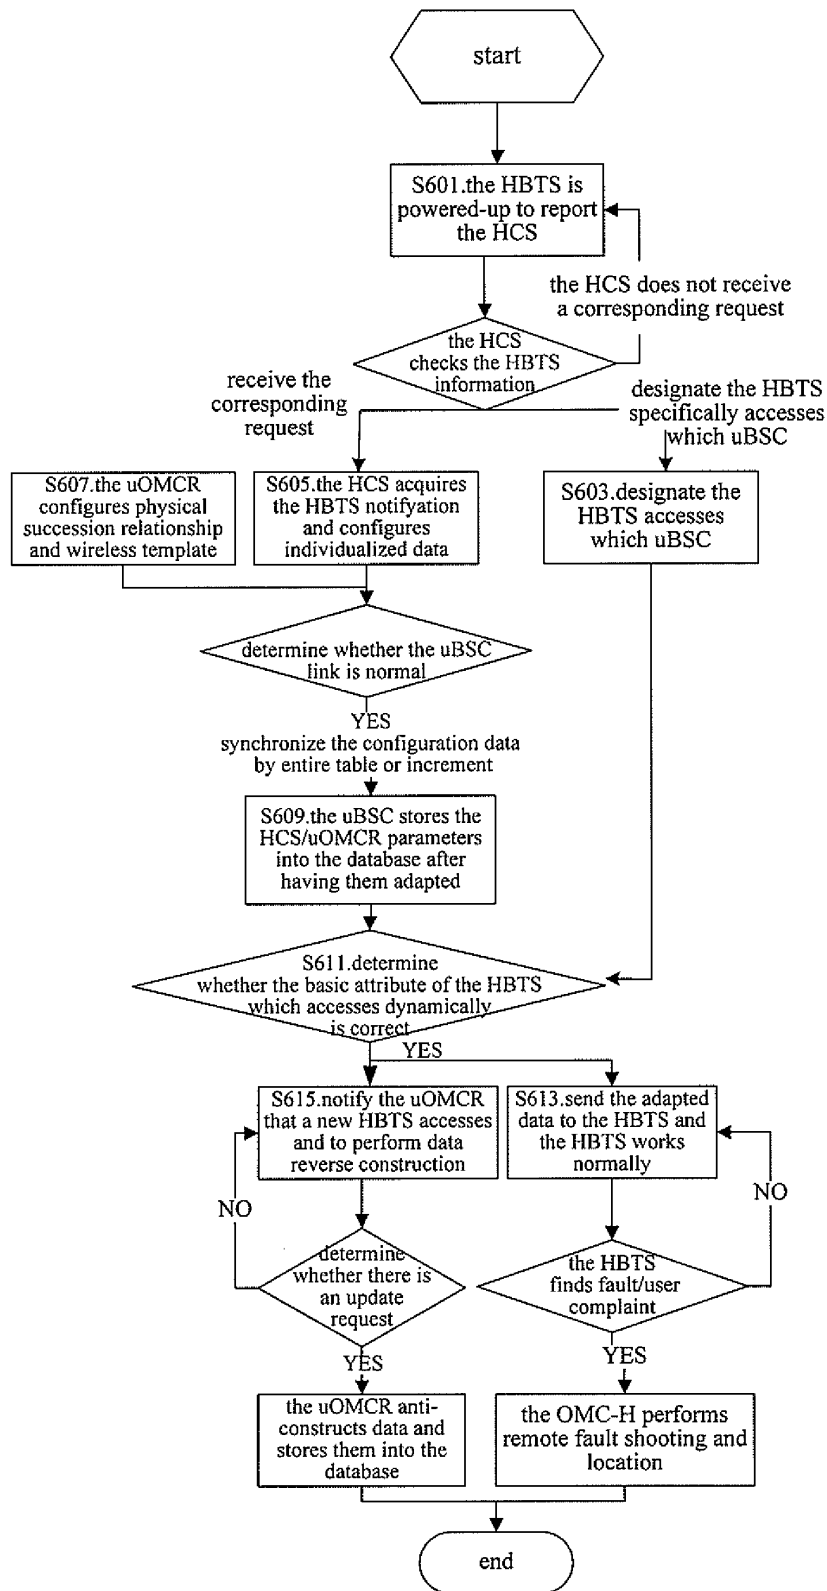 start
S601.the HBTS is
powered-up to report
the HCS
the HCS does not receive
a corresponding request
the HCS
checks the HBTS
information
receive the
corresponding
request
designate the HBTS
specifically accesses
which uBSC
S607.the uOMCR
configures physical
succession relationship
and wireless template
S605.the HCS acquires
the HBTS notifyation
and configures
individualized data
S603.designate the
HBTS accesses
which uBSC
determine whether the uBSC
link is normal
YES
synchronize the configuration data
by entire table or increment
S609.the uBSC stores the
HCS/uOMCR parameters
into the database after
having them adapted
S611.determine
whether the basic attribute of the HBTS
which accesses dynamically
is correct
YES
S615.notify the uOMCR
that a new HBTS accesses
and to perform data
reverse construction
S613.send the adapted
data to the HBTS and
the HBTS works
normally
NO
NO
determine
whether there is
an update
request
the HBTS
finds fault/user
complaint
YES
YES
the uOMCR anti-
constructs data and
stores them into the
database
the OMC-H performs
remote fault shooting and
location
end